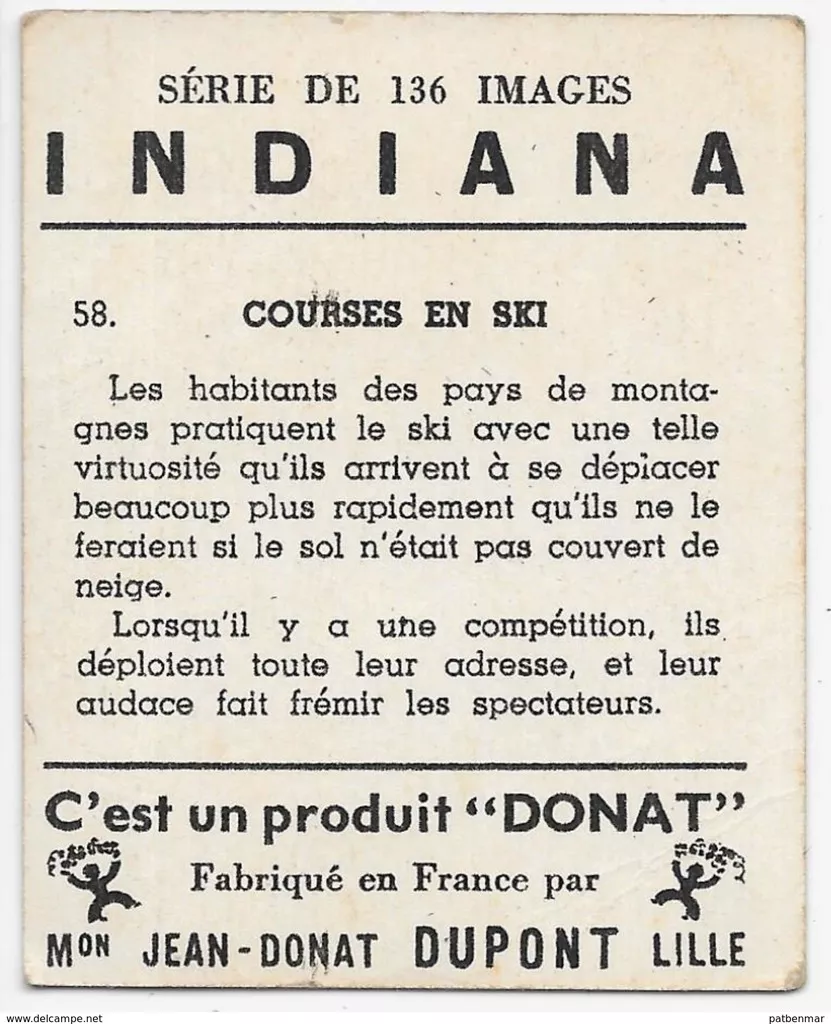 SÉRIE DE 136 IMAGES
INDIANA
58. COURSES EN SKI
Les habitants des pays de monta-
gnes pratiquent le ski avec une telle
virtuosité qu'ils arrivent à se déplacer
beaucoup plus rapidement qu'ils ne le
feraient si le sol n'était pas couvert de
neige.
Lorsqu'il y a une compétition, ils
déploient toute leur adresse, et leur
audace fait frémir les spectateurs.
C'est un produit “DONAT”
Fabriqué en France par
MON JEAN-DONAT DUPONT LILLE
delcampe.net
patbenmar